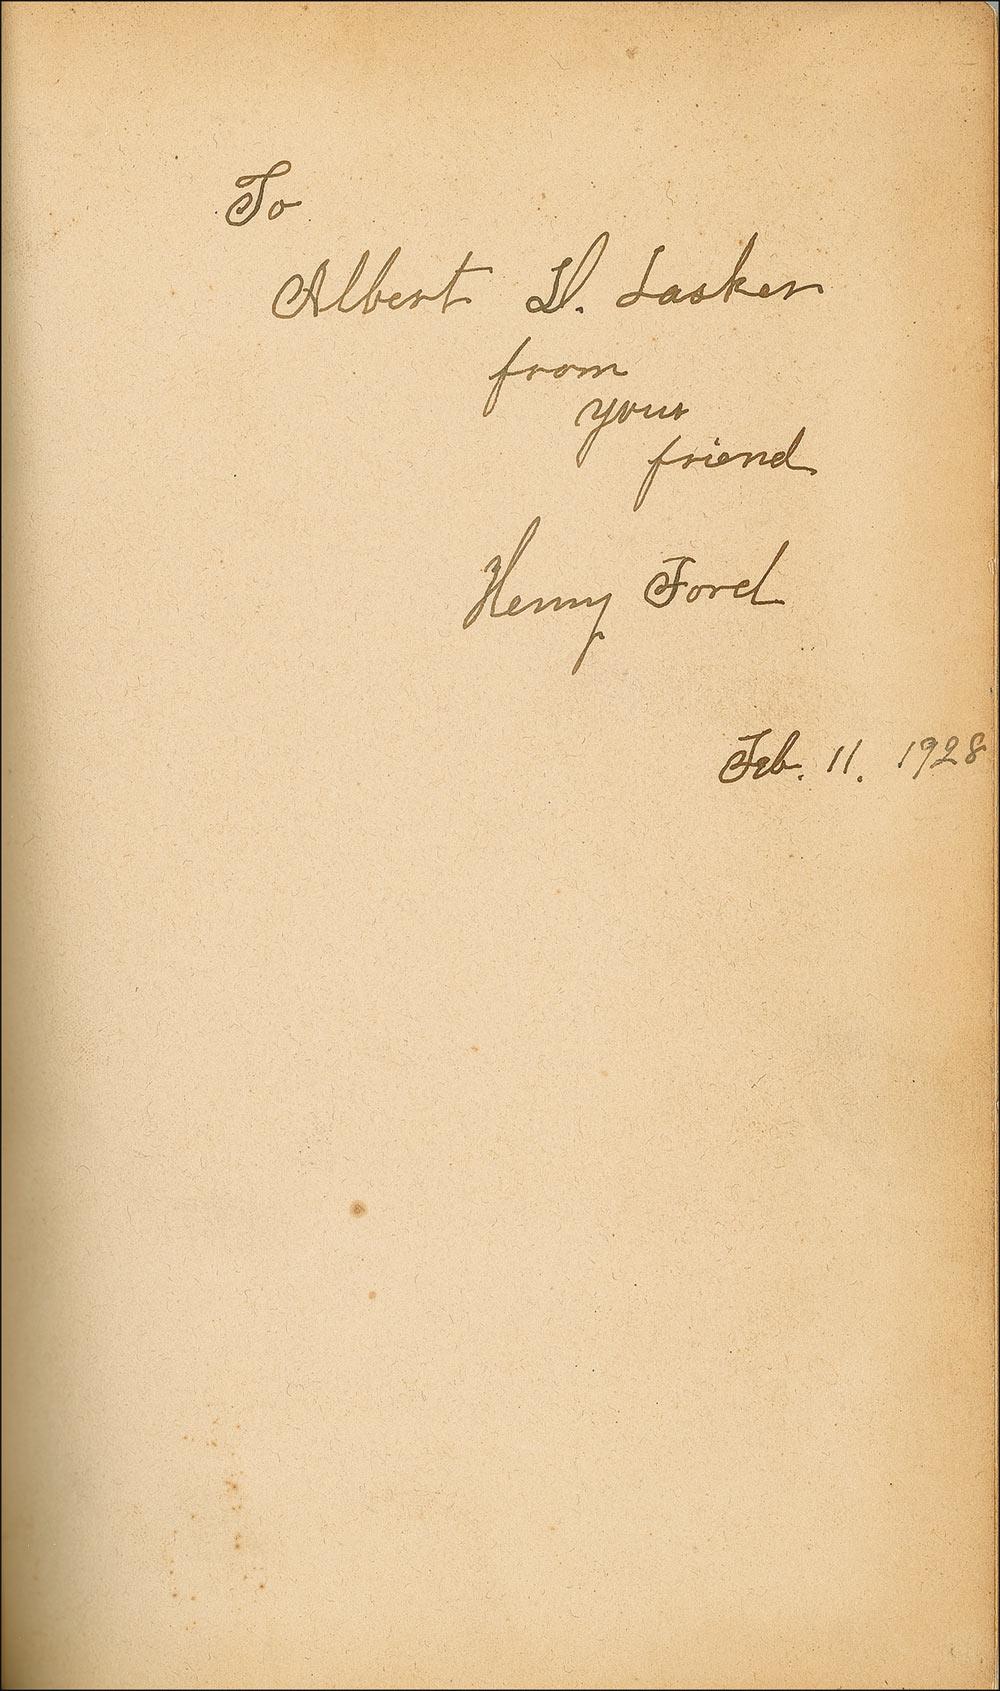 To
Albert D. Lasker
from
your
friend
Henry Ford
Feb. 11. 1928